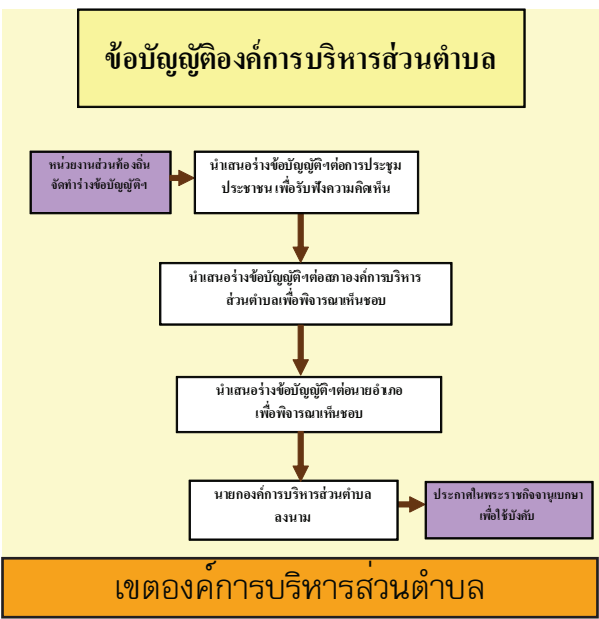 ข้อบัญญัติองค์การบริหารส่วนตำบล
หน่วยงานส่วนท้องถิ่น
จัดทำร่างข้อบัญญัติฯ
นำเสนอร่างข้อบัญญัติฯต่อการประชุม
ประชาชน เพื่อรับฟังความคิดเห็น
นำเสนอร่างข้อบัญญัติฯต่อสภาองค์การบริหาร
ส่วนตำบลเพื่อพิจารณาเห็นชอบ
นำเสนอร่างข้อบัญญัติฯต่อนายอำเภอ
เพื่อพิจารณาเห็นชอบ
นายกองค์การบริหารส่วนตำบล
ลงนาม
ประกาศในพระราชกิจจานุเบกษา
เพื่อใช้บังคับ
เขตองค์การบริหารส่วนตำบล